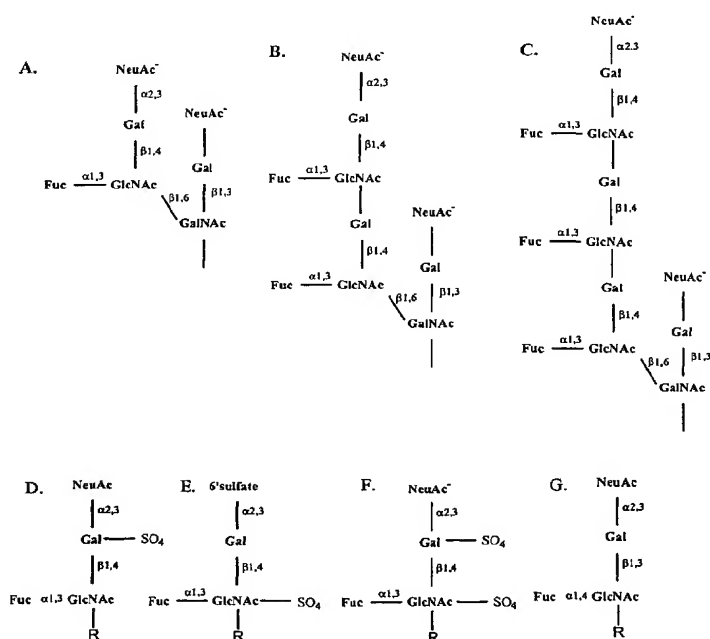 A.
NeuAc⁻
α2,3
Gal
β1,4
Fuc α1,3 GlcNAc
β1,6
NeuAc⁻
Gal
β1,3
GalNAc
B.
NeuAc⁻
α2,3
Gal
β1,4
Fuc α1,3 GlcNAc
Gal
β1,4
Fuc α1,3 GlcNAc
β1,6
NeuAc⁻
Gal
β1,3
GalNAc
C.
NeuAc⁻
α2,3
Gal
β1,4
Fuc α1,3 GlcNAc
Gal
β1,4
Fuc α1,3 GlcNAc
Gal
β1,4
Fuc α1,3 GlcNAc
β1,6
NeuAc⁻
Gal
β1,3
GalNAc
D.
NeuAc
α2,3
Gal SO₄
β1,4
Fuc α1,3 GlcNAc
R
E.
6'sulfate
α2,3
Gal
β1,4
Fuc α1,3 GlcNAc SO₄
R
F.
NeuAc⁻
α2,3
Gal SO₄
β1,4
Fuc α1,3 GlcNAc SO₄
R
G.
NeuAc
α2,3
Gal
β1,3
Fuc α1,4 GlcNAc
R